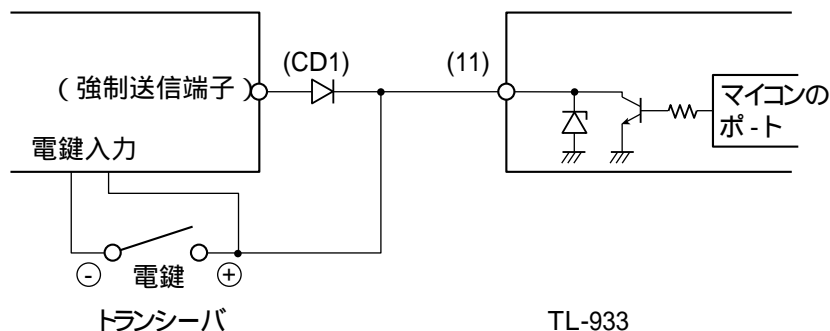 (CD1)
(11)
(強制送信端子)
マイコンの
ポ-ト
電鍵入力
-
電鍵
+
トランシーバ
TL-933